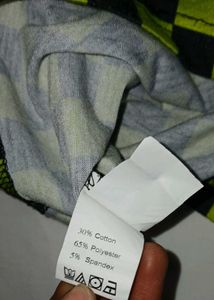 30% Cotton
65% Polyester
5% Spandex